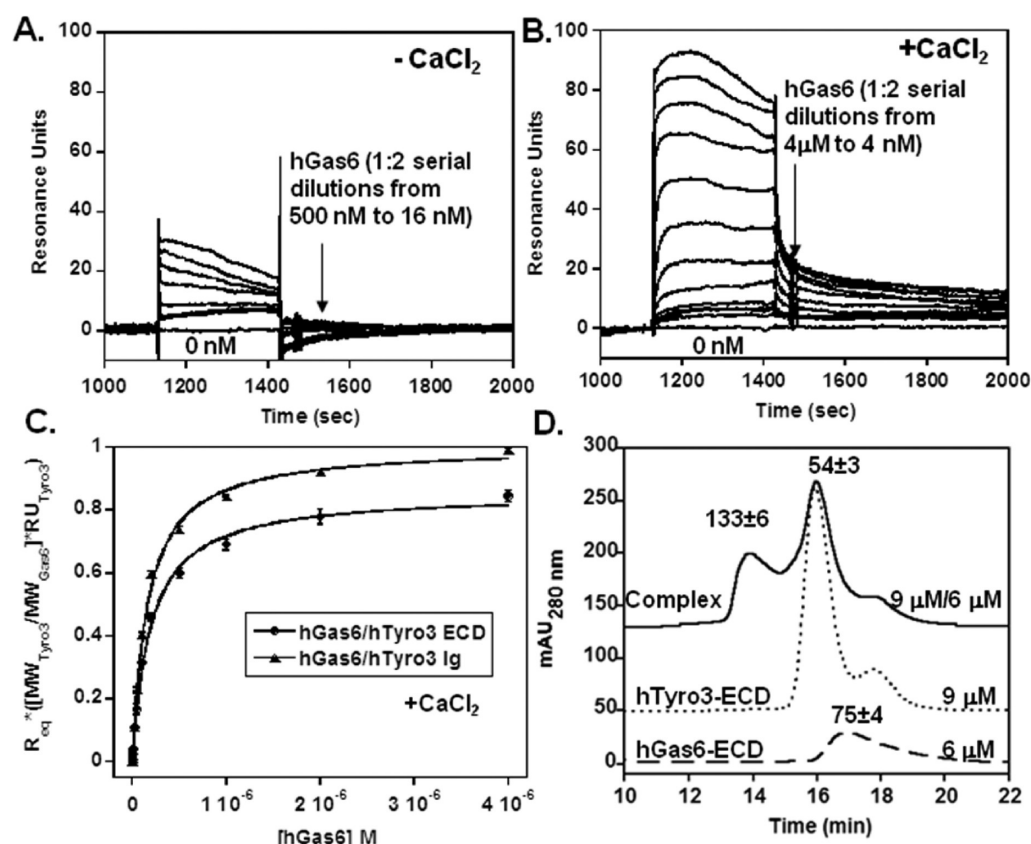 A.
- CaCl2
Resonance Units
100
80
60
40
20
0
hGas6 (1:2 serial
dilutions from
500 nM to 16 nM)
0 nM
1000 1200 1400 1600 1800 2000
Time (sec)
B.
+CaCl2
Resonance Units
100
80
60
40
20
0
hGas6 (1:2 serial
dilutions from
4µM to 4 nM)
0 nM
1000 1200 1400 1600 1800 2000
Time (sec)
C.
Req*([MWTyro3/MWGas6]*RUTyro3)
1
0.8
0.6
0.4
0.2
0
hGas6/hTyro3 ECD
hGas6/hTyro3 Ig
+CaCl2
0 1 10-6 2 10-6 3 10-6 4 10-6
[hGas6] M
D.
mAU280 nm
300
250
200
150
100
50
0
54±3
133±6
Complex 9 µM/6 µM
hTyro3-ECD 9 µM
75±4
hGas6-ECD 6 µM
10 12 14 16 18 20 22
Time (min)